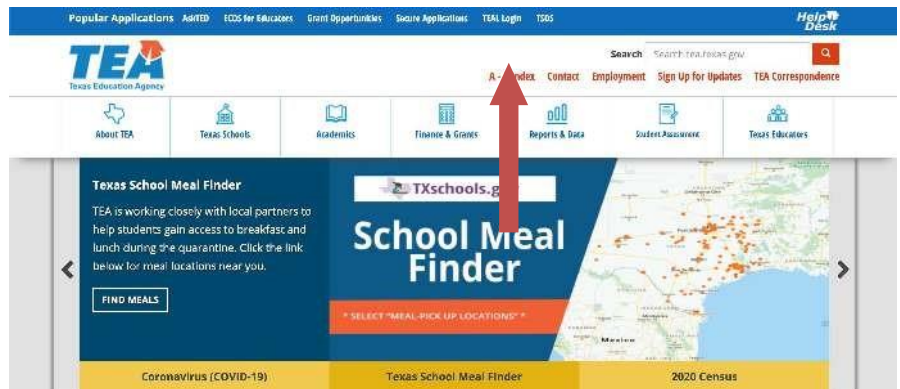 Popular Applications AskTED ECOS for Educators Grant Opportunities Secure Applications TEAL Login TSDS
Help Desk
TEA
Texas Education Agency
Search Search tea.texas.gov
A - ndex Contact Employment Sign Up for Updates TEA Correspondence
About TEA Texas Schools Academics Finance & Grants Reports & Data Student Assessment Texas Educators
Texas School Meal Finder
TEA is working closely with local partners to
help students gain access to breakfast and
lunch during the quarantine. Click the link
below for meal locations near you.
FIND MEALS
TXschools.g
School Meal
Finder
* SELECT "MEAL-PICK UP LOCATIONS" *
Mexico
Coronavirus (COVID-19) Texas School Meal Finder 2020 Census